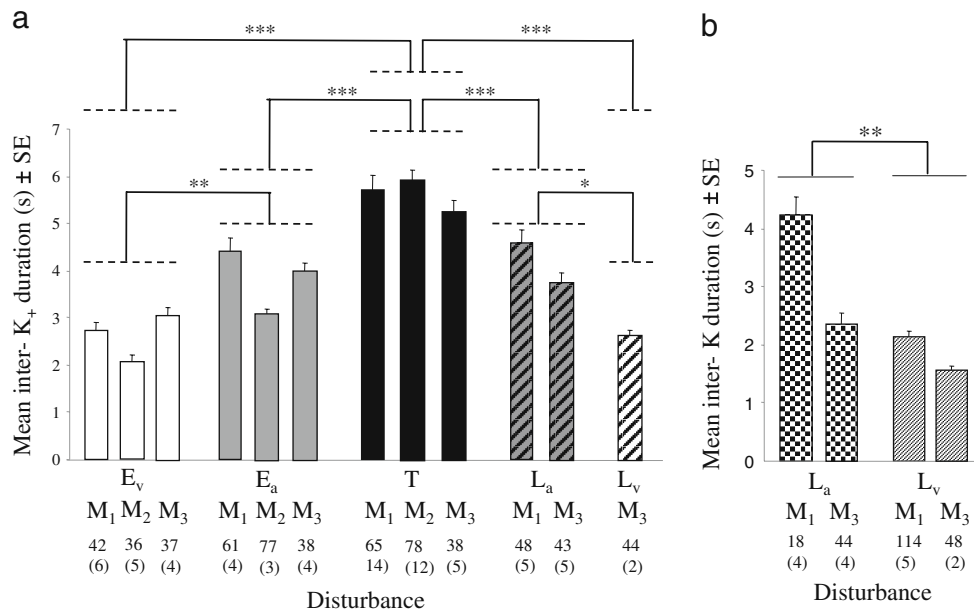 a
b
*** ***
*** ***
** *
**
Mean inter- K₊ duration (s) ± SE
7
6
5
4
3
2
1
0
Eᵥ Eₐ T Lₐ Lᵥ
M₁ M₂ M₃ M₁ M₂ M₃ M₁ M₂ M₃ M₁ M₃ M₃
42 36 37 61 77 38 65 78 38 48 43 44
(6) (5) (4) (4) (3) (4) 14) (12) (5) (5) (5) (2)
Disturbance
Mean inter- K duration (s) ± SE
5
4
3
2
1
0
Lₐ Lᵥ
M₁ M₃ M₁ M₃
18 44 114 48
(4) (4) (5) (2)
Disturbance